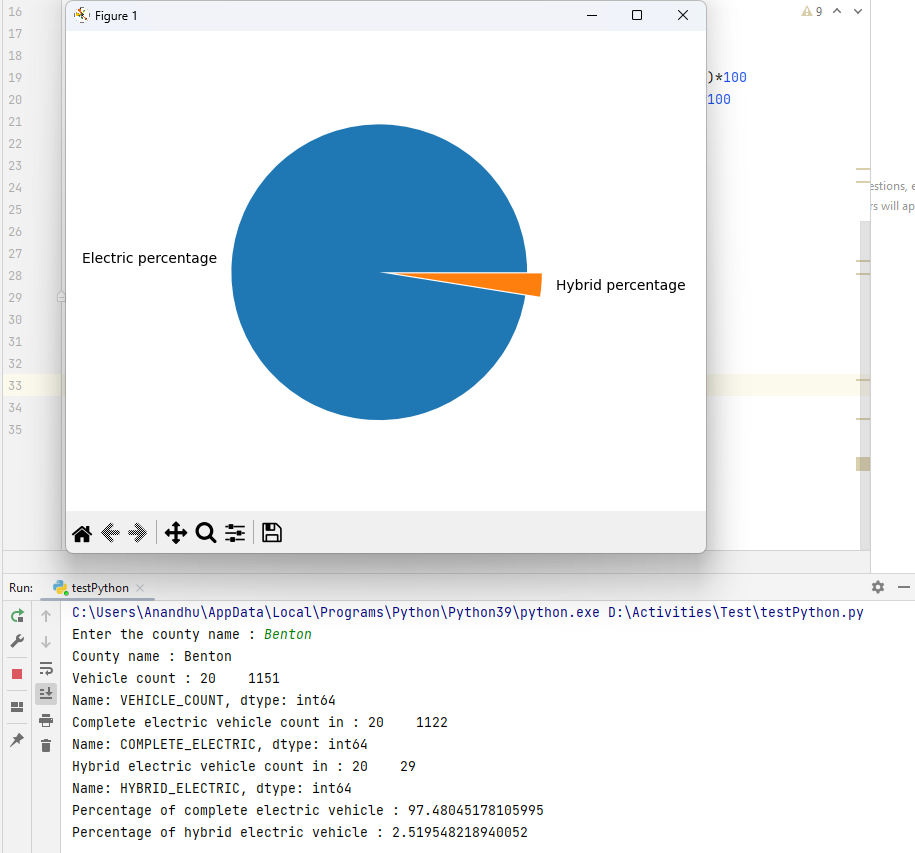 Figure 1
9
16
17
18
19
)*100
20
100
21
22
23
24
estions, e
25
rs will ap
26
27
28
29
30
31
32
33
34
35
Electric percentage
Hybrid percentage
Run:
testPython
C:\Users\Anandhu\AppData\Local\Programs\Python\Python39\python.exe D:\Activities\Test\testPython.py
Enter the county name : Benton
County name : Benton
Vehicle count : 20    1151
Name: VEHICLE_COUNT, dtype: int64
Complete electric vehicle count in : 20    1122
Name: COMPLETE_ELECTRIC, dtype: int64
Hybrid electric vehicle count in : 20    29
Name: HYBRID_ELECTRIC, dtype: int64
Percentage of complete electric vehicle : 97.48045178105995
Percentage of hybrid electric vehicle : 2.519548218940052